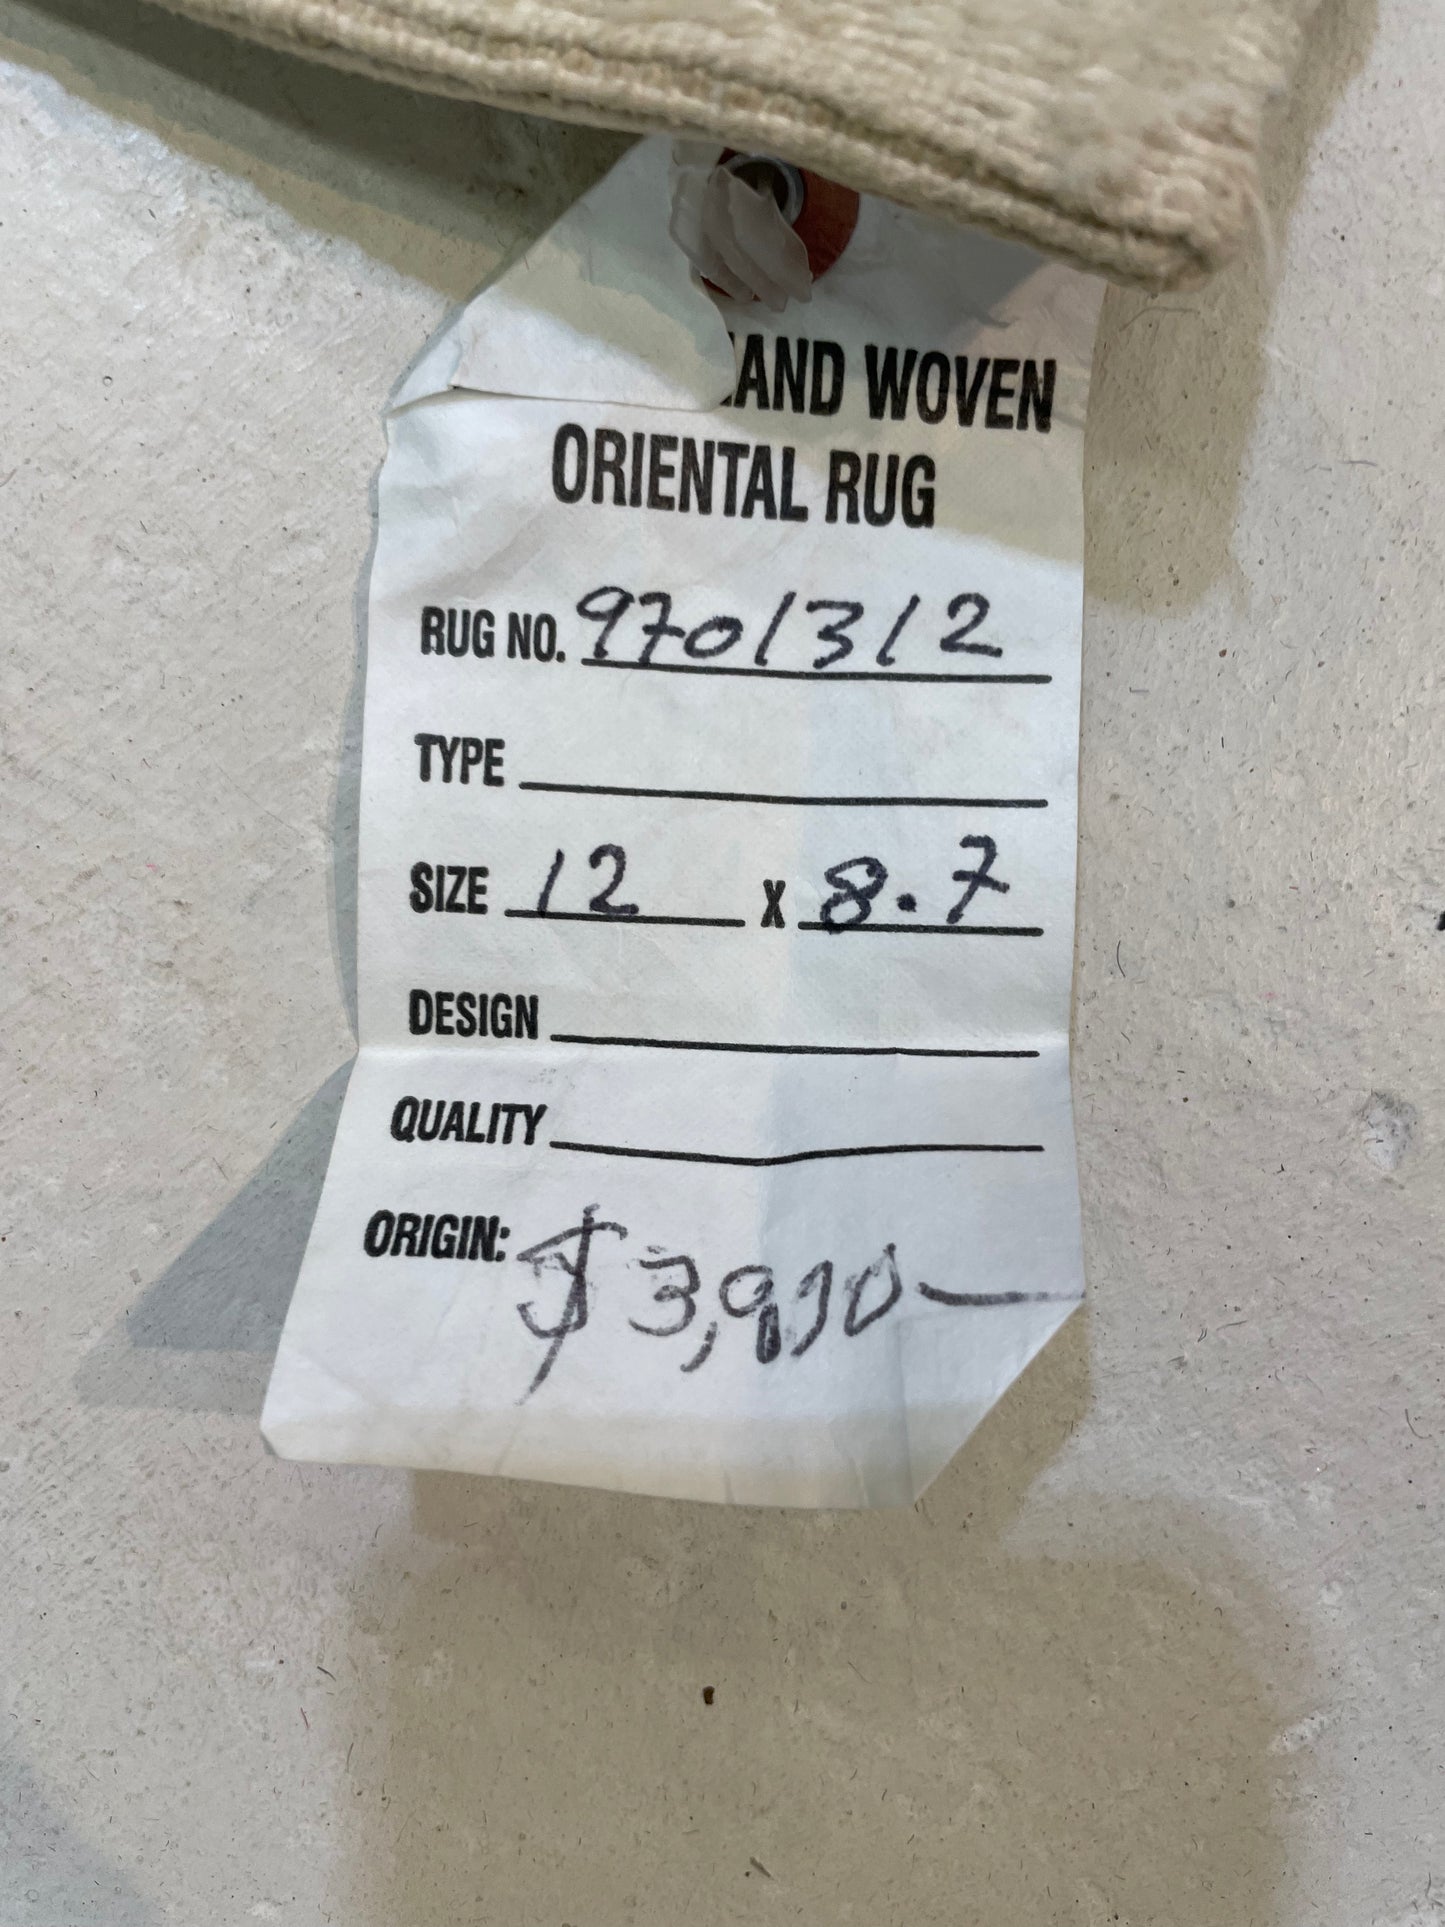 HAND WOVEN
ORIENTAL RUG
RUG NO. 9701312
TYPE
SIZE 12 X 8.7
DESIGN
QUALITY
ORIGIN: $3,990